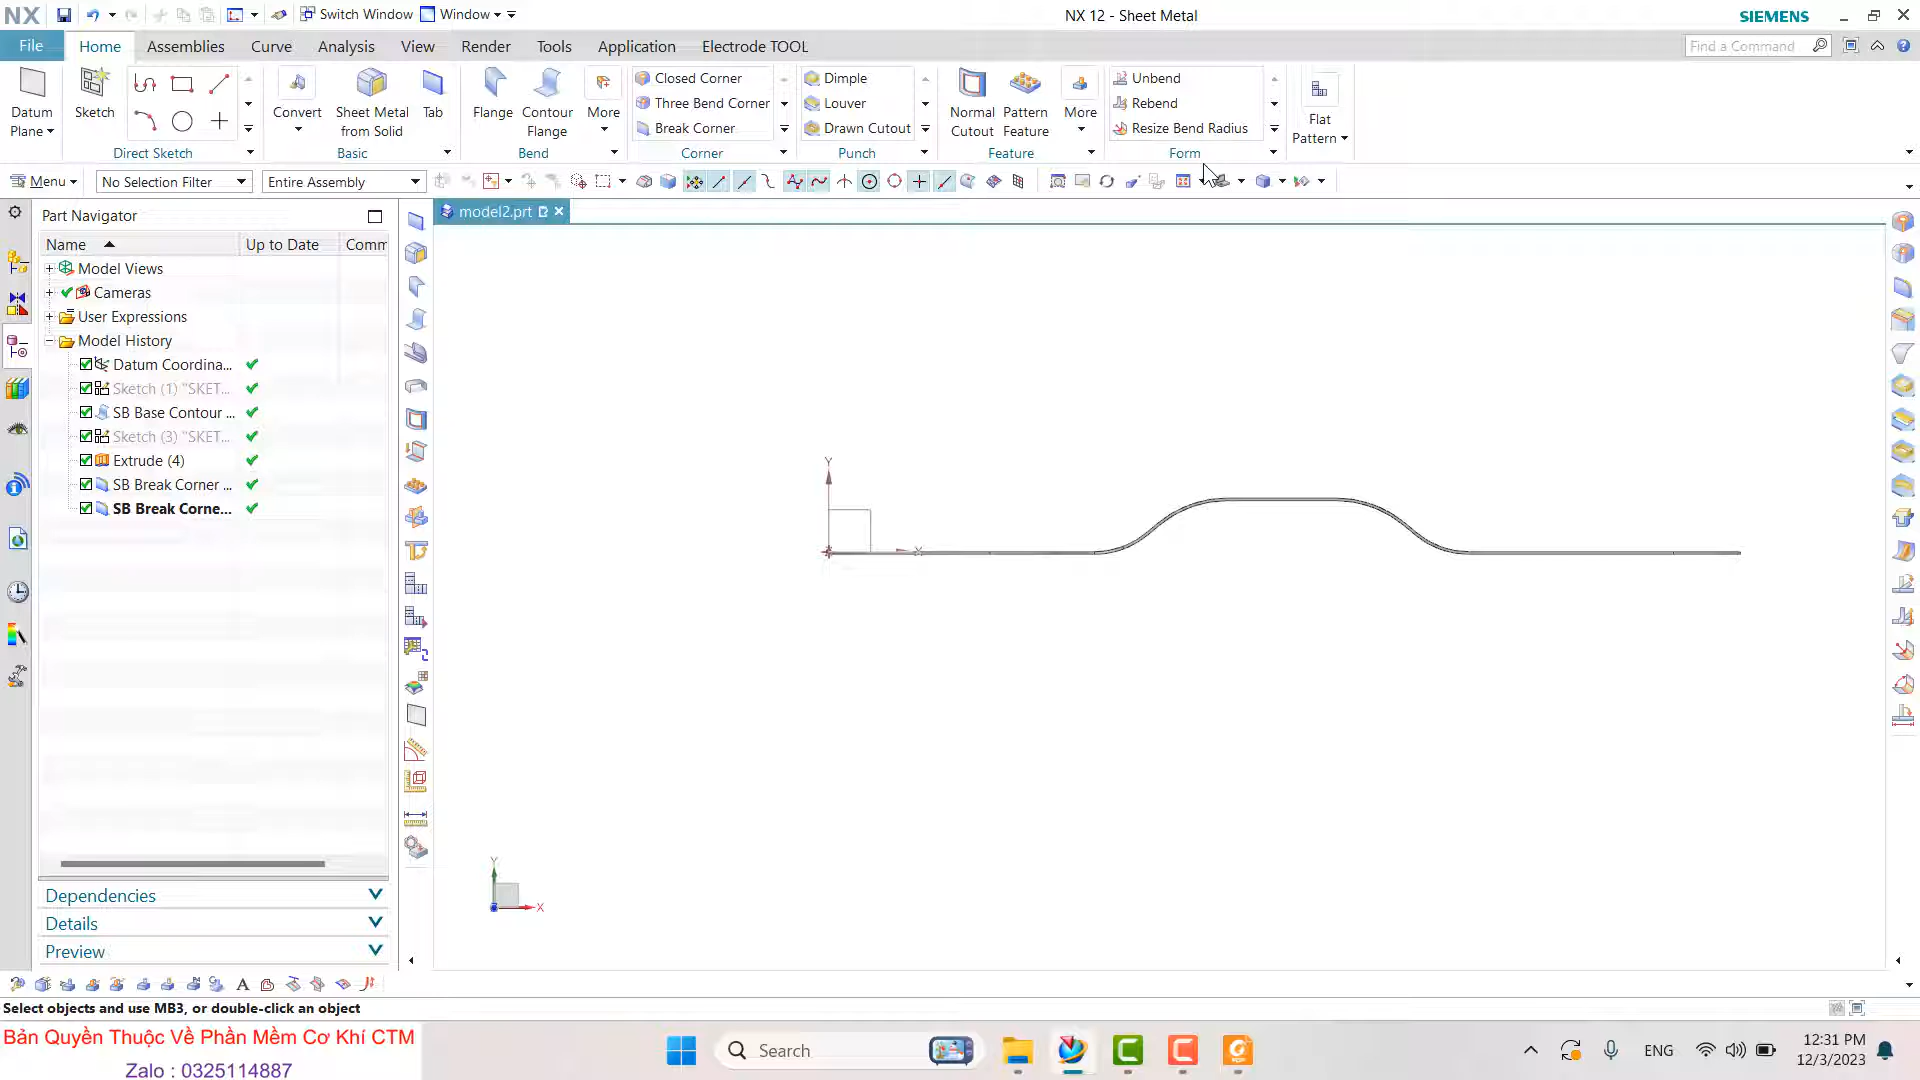 NX Switch Window Window NX 12 - Sheet Metal SIEMENS
File Home Assemblies Curve Analysis View Render Tools Application Electrode TOOL Find a Command
Datum Plane
Sketch
Direct Sketch
Convert
Sheet Metal from Solid
Tab
Basic
Flange
Contour Flange
More
Bend
Closed Corner
Three Bend Corner
Break Corner
Corner
Dimple
Louver
Drawn Cutout
Punch
Normal Cutout
Pattern Feature
More
Feature
Unbend
Rebend
Resize Bend Radius
Form
Flat Pattern
Menu No Selection Filter Entire Assembly
Part Navigator
model2.prt
Name Up to Date Comm
Model Views
Cameras
User Expressions
Model History
Datum Coordina...
Sketch (1) "SKET...
SB Base Contour ...
Sketch (3) "SKET...
Extrude (4)
SB Break Corner ...
SB Break Corne...
Y
X
Y
X
Dependencies
Details
Preview
A
Select objects and use MB3, or double-click an object
Bản Quyền Thuộc Về Phần Mềm Cơ Khí CTM
Zalo : 0325114887
Search
ENG
12:31 PM
12/3/2023